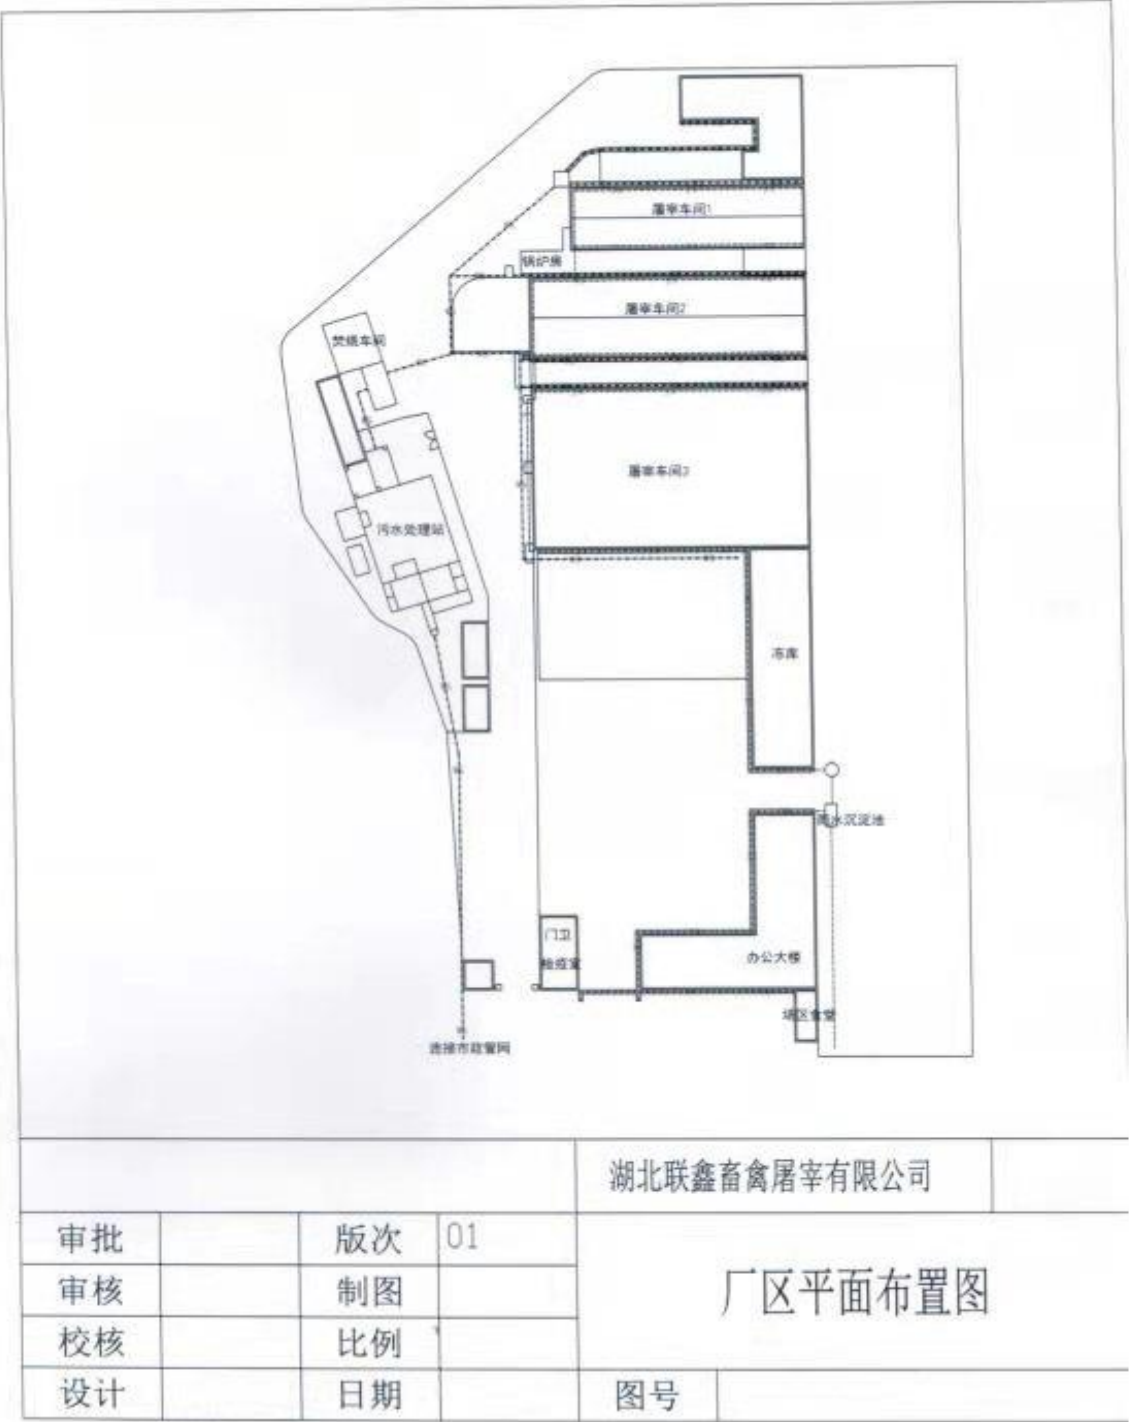 屠宰车间1
锅炉房
屠宰车间2
焚烧车间
屠宰车间3
污水处理站
冻库
雨水沉淀池
门卫
检疫室
办公大楼
场区食堂
连接市政管网
湖北联鑫畜禽屠宰有限公司
审批 版次 01
审核 制图
厂区平面布置图
校核 比例
设计 日期 图号